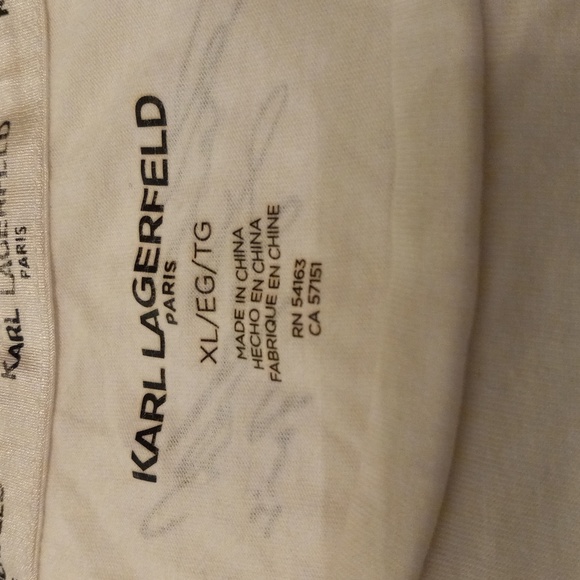 KARL LAGERFELD
PARIS
KARL LAGERFELD
PARIS
XL/EG/TG
MADE IN CHINA
HECHO EN CHINA
FABRIQUE EN CHINE
RN 54163
CA 57151